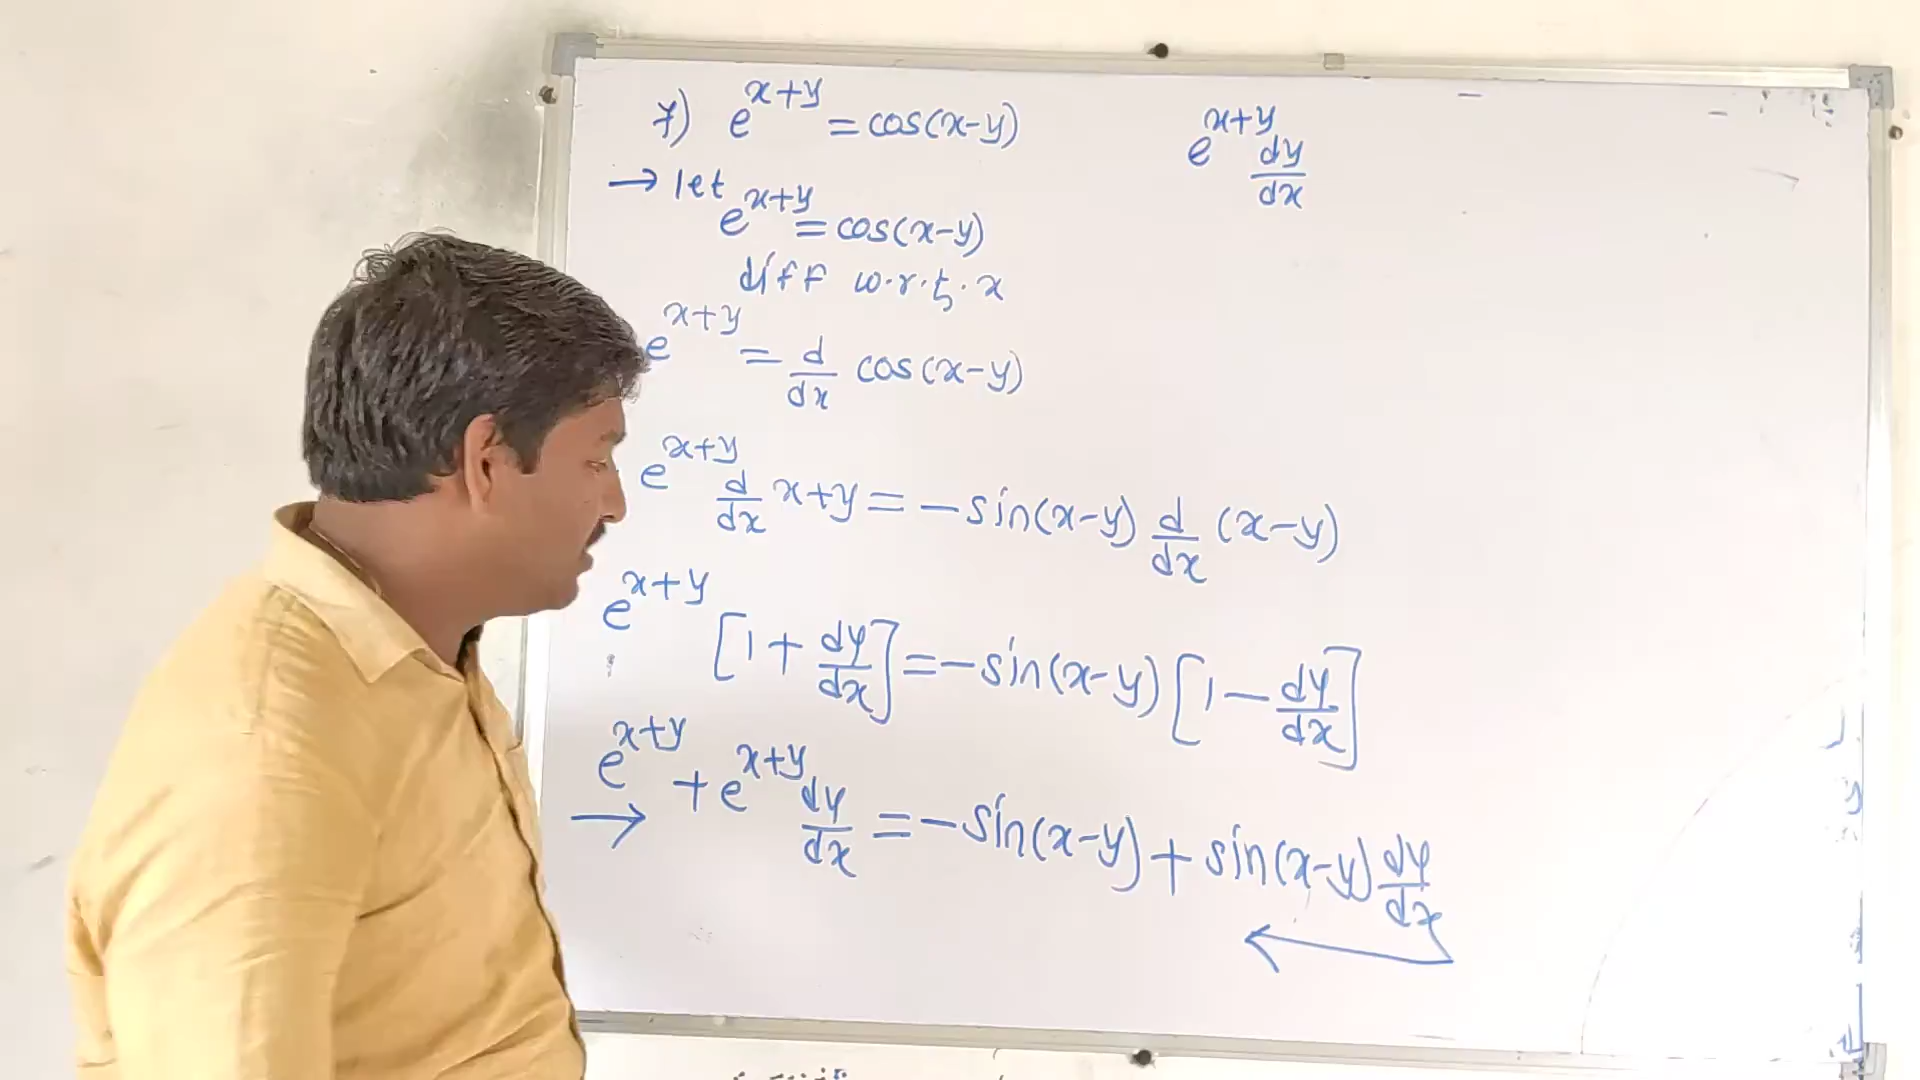 7) e^{x+y} = cos(x-y)
→ let
e^{x+y} = cos(x-y)
diff w.r.t. x
e^{x+y} = d/dx cos(x-y)
e^{x+y} d/dx x+y = -sin(x-y) d/dx (x-y)
e^{x+y} [1 + dy/dx] = -sin(x-y) [1 - dy/dx]
→ e^{x+y} + e^{x+y} dy/dx = -sin(x-y) + sin(x-y) dy/dx
←
e^{x+y} dy/dx